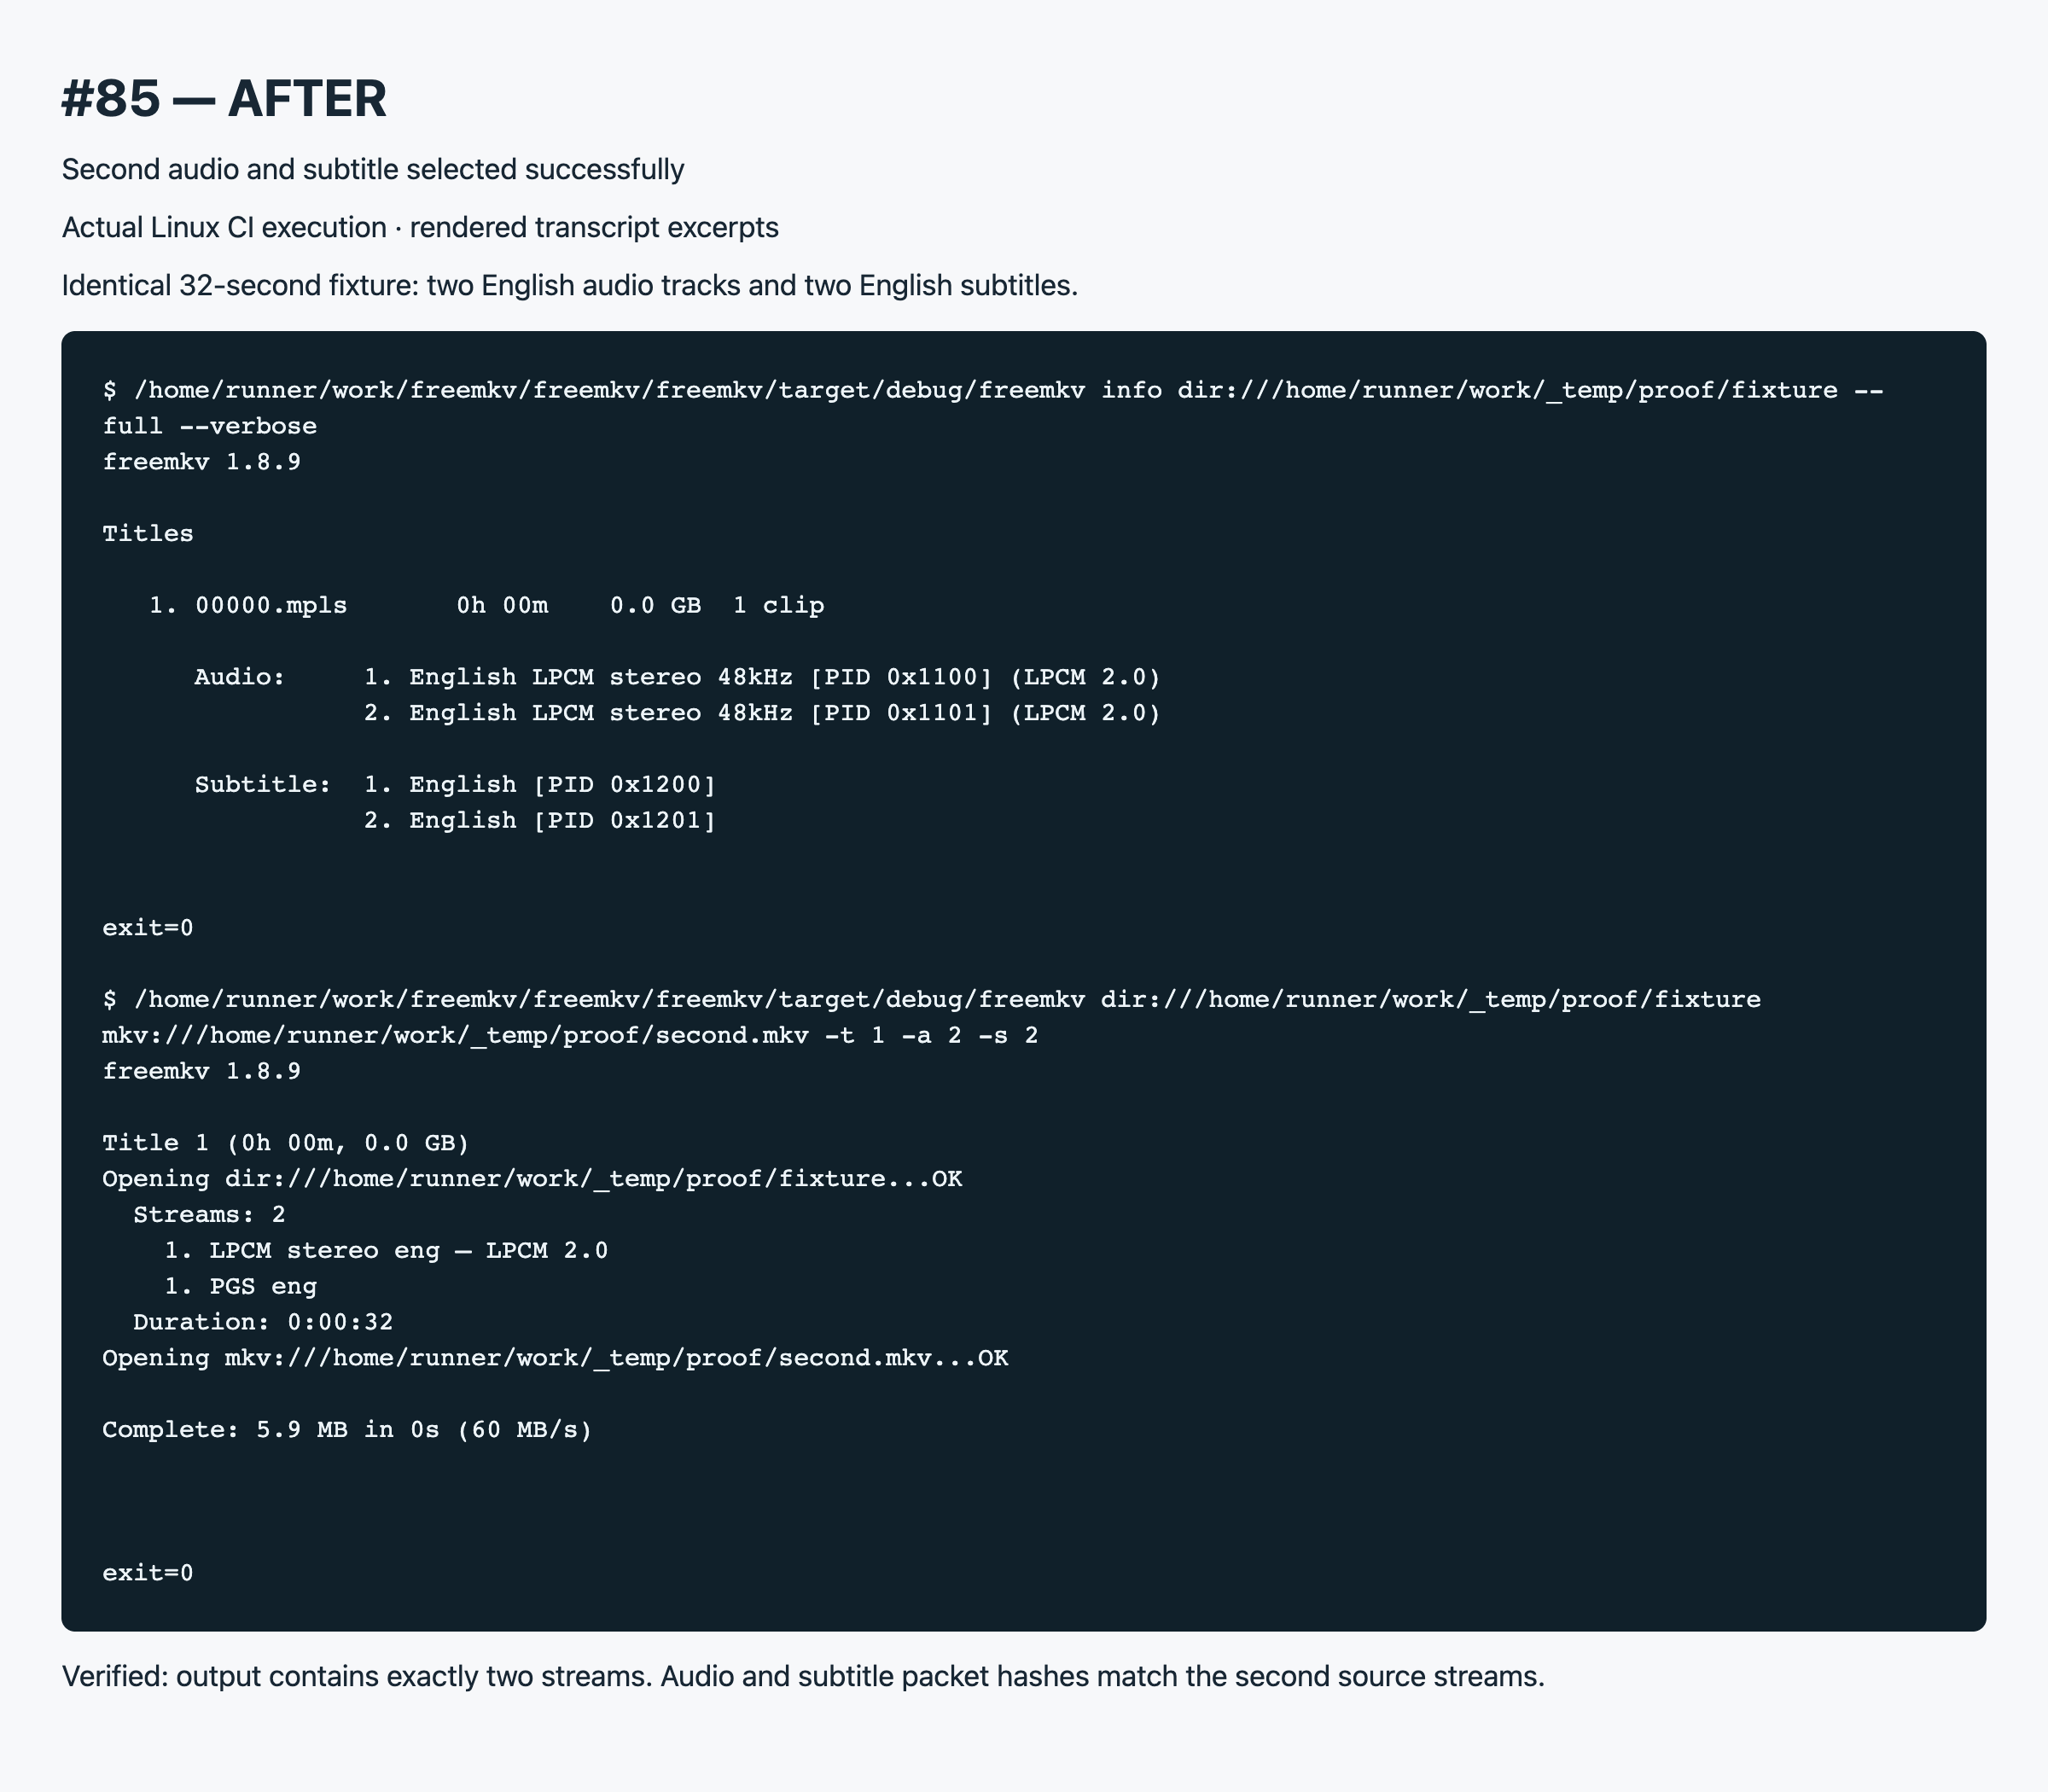 #85 — AFTER
Second audio and subtitle selected successfully
Actual Linux CI execution · rendered transcript excerpts
Identical 32-second fixture: two English audio tracks and two English subtitles.
$ /home/runner/work/freemkv/freemkv/freemkv/target/debug/freemkv info dir:///home/runner/work/_temp/proof/fixture --
full --verbose
freemkv 1.8.9
Titles
1. 00000.mpls 0h 00m 0.0 GB 1 clip
Audio: 1. English LPCM stereo 48kHz [PID 0x1100] (LPCM 2.0)
2. English LPCM stereo 48kHz [PID 0x1101] (LPCM 2.0)
Subtitle: 1. English [PID 0x1200]
2. English [PID 0x1201]
exit=0
$ /home/runner/work/freemkv/freemkv/freemkv/target/debug/freemkv dir:///home/runner/work/_temp/proof/fixture
mkv:///home/runner/work/_temp/proof/second.mkv -t 1 -a 2 -s 2
freemkv 1.8.9
Title 1 (0h 00m, 0.0 GB)
Opening dir:///home/runner/work/_temp/proof/fixture...OK
Streams: 2
1. LPCM stereo eng — LPCM 2.0
1. PGS eng
Duration: 0:00:32
Opening mkv:///home/runner/work/_temp/proof/second.mkv...OK
Complete: 5.9 MB in 0s (60 MB/s)
exit=0
Verified: output contains exactly two streams. Audio and subtitle packet hashes match the second source streams.